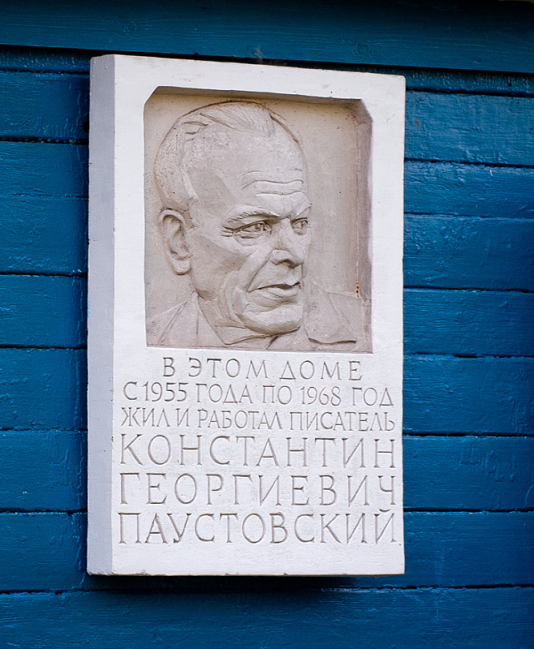 В ЭТОМ ДОМЕ
С 1955 ГОДА ПО 1968 ГОД
ЖИЛ И РАБОТАЛ ПИСАТЕЛЬ
КОНСТАНТИН
ГЕОРГИЕВИЧ
ПАУСТОВСКИЙ